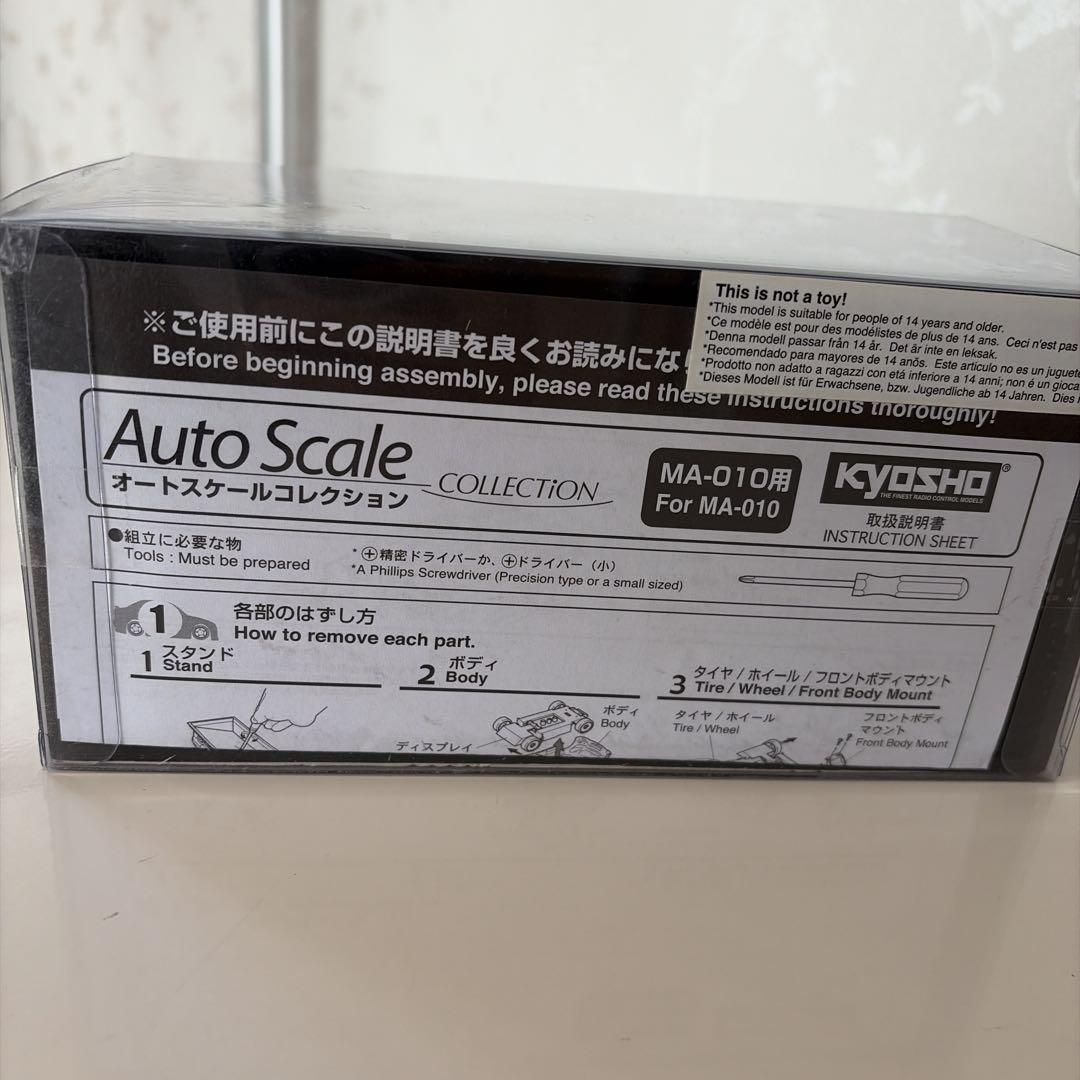 This is not a toy!
*This model is suitable for people of 14 years and older.
*Ce modèle est pour des modélistes de plus de 14 ans. Ceci n'est pas
*Denna modell passar från 14 år. Det är inte en leksak.
*Recomendado para mayores de 14 anõs. Este articulo no es un juguete
*Prodotto non adatto a ragazzi con etá inferiore a 14 anni; non é un gioca
*Dieses Modell ist für Erwachsene, bzw. Jugendliche ab 14 Jahren. Dies
※ご使用前にこの説明書を良くお読みにな
Before beginning assembly, please read these instructions thoroughly!
Auto Scale
COLLECTiON
オートスケールコレクション
MA-010用
For MA-010
KYOSHO®
THE FINEST RADIO CONTROL MODELS
取扱説明書
INSTRUCTION SHEET
●組立に必要な物
Tools : Must be prepared
*⊕精密ドライバーか、⊕ドライバー（小）
*A Phillips Screwdriver (Precision type or a small sized)
1 各部のはずし方
How to remove each part.
1 スタンド
Stand
2 ボディ
Body
3 タイヤ / ホイール / フロントボディマウント
Tire / Wheel / Front Body Mount
ディスプレイ
ボディ
Body
タイヤ / ホイール
Tire / Wheel
フロントボディ
マウント
Front Body Mount